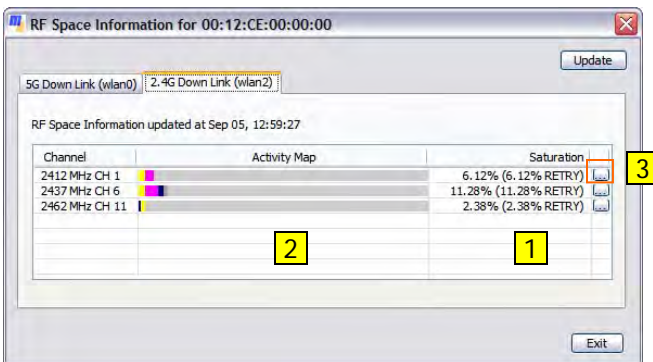 RF Space Information for 00:12:CE:00:00:00
Update
5G Down Link (wlan0) 2.4G Down Link (wlan2)
RF Space Information updated at Sep 05, 12:59:27
Channel Activity Map Saturation
2412 MHz CH 1 6.12% (6.12% RETRY) ...
3
2437 MHz CH 6 11.28% (11.28% RETRY) ...
2462 MHz CH 11 2.38% (2.38% RETRY) ...
2 1
Exit